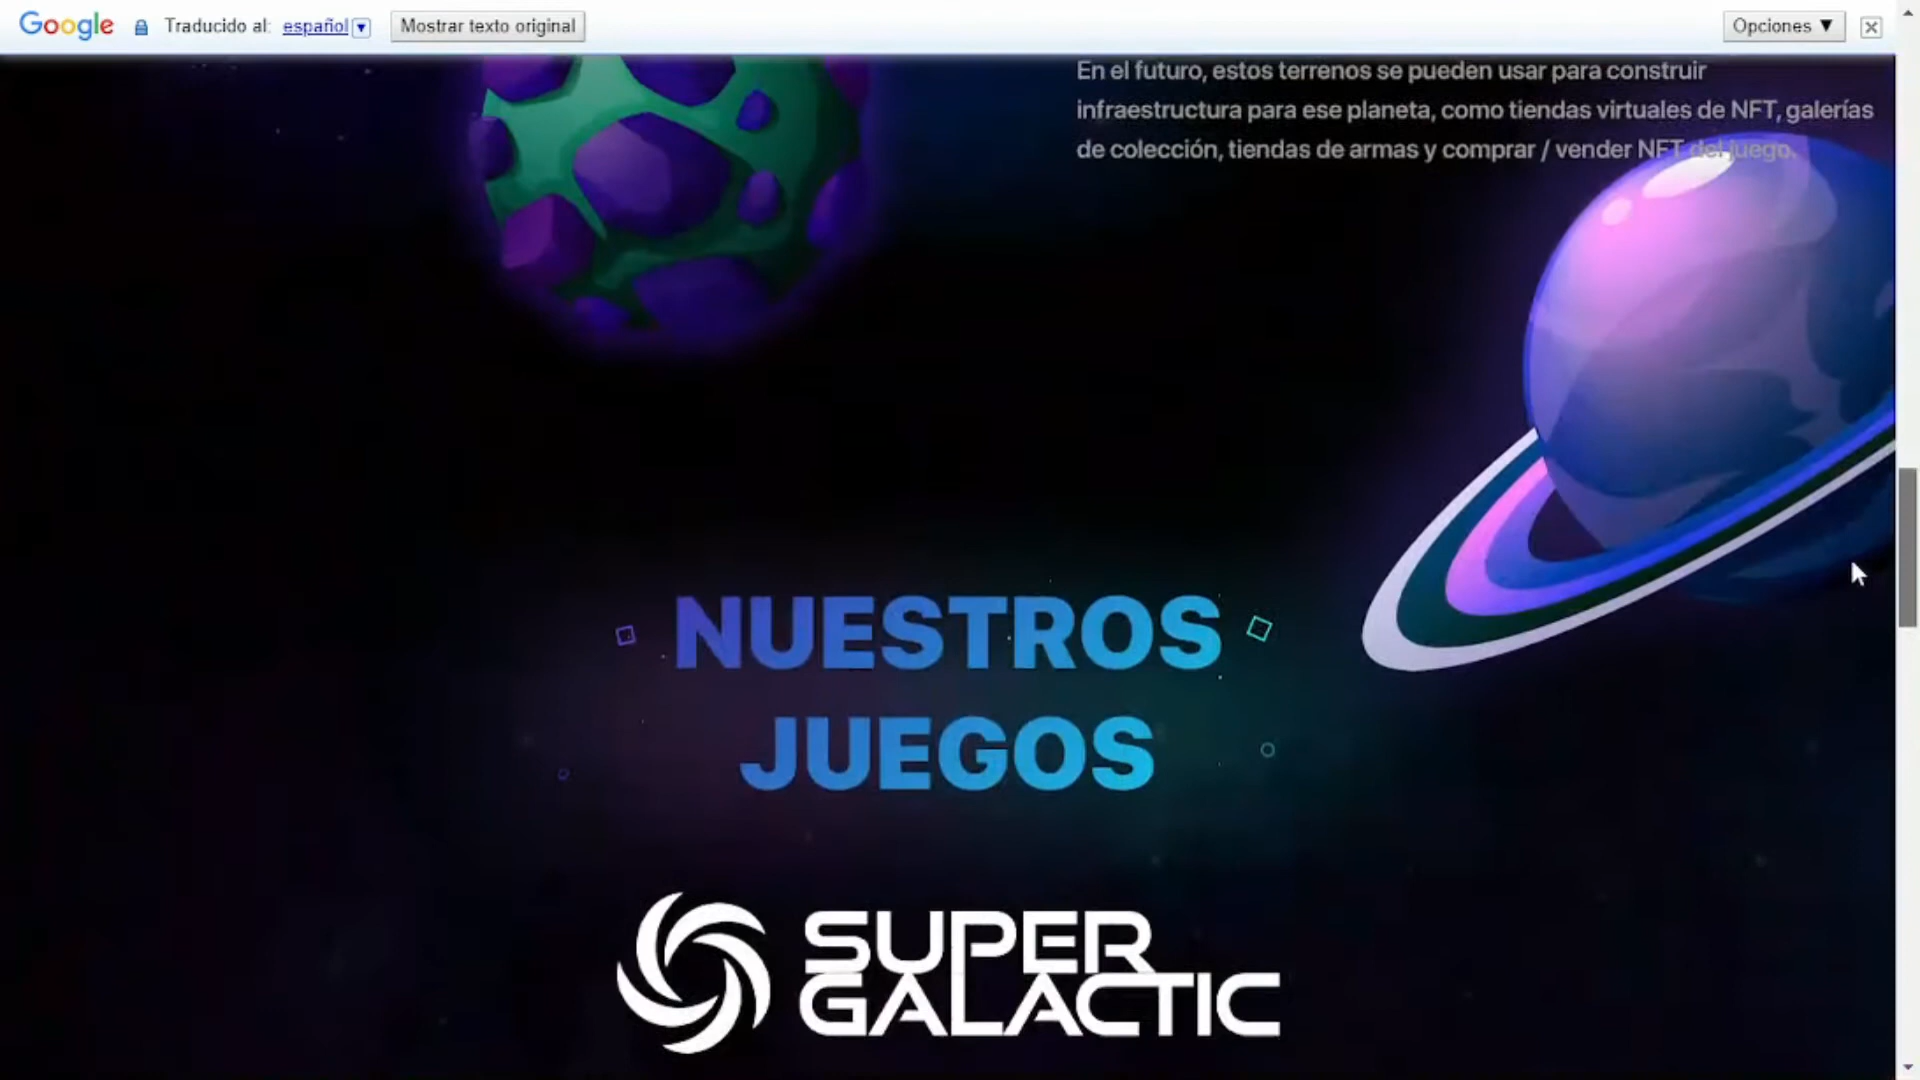 Google Traducido al: español Mostrar texto original Opciones ▼
En el futuro, estos terrenos se pueden usar para construir
infraestructura para ese planeta, como tiendas virtuales de NFT, galerías
de colección, tiendas de armas y comprar / vender NFT del juego.
NUESTROS
JUEGOS
SUPER
GALACTIC